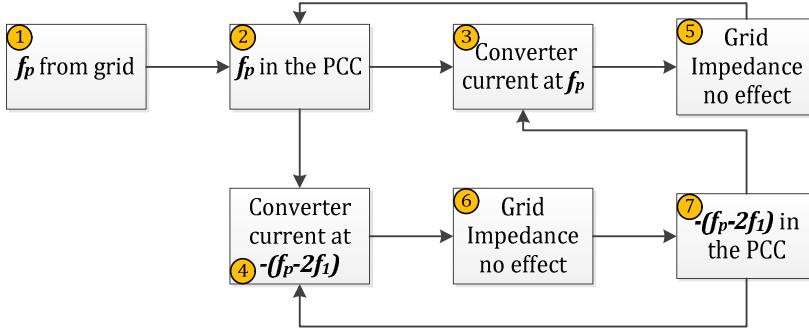 1
fp from grid
2
fp in the PCC
3
Converter
current at fp
5
Grid
Impedance
no effect
Converter
current at
4
-(fp-2f1)
6
Grid
Impedance
no effect
7
-(fp-2f1) in
the PCC